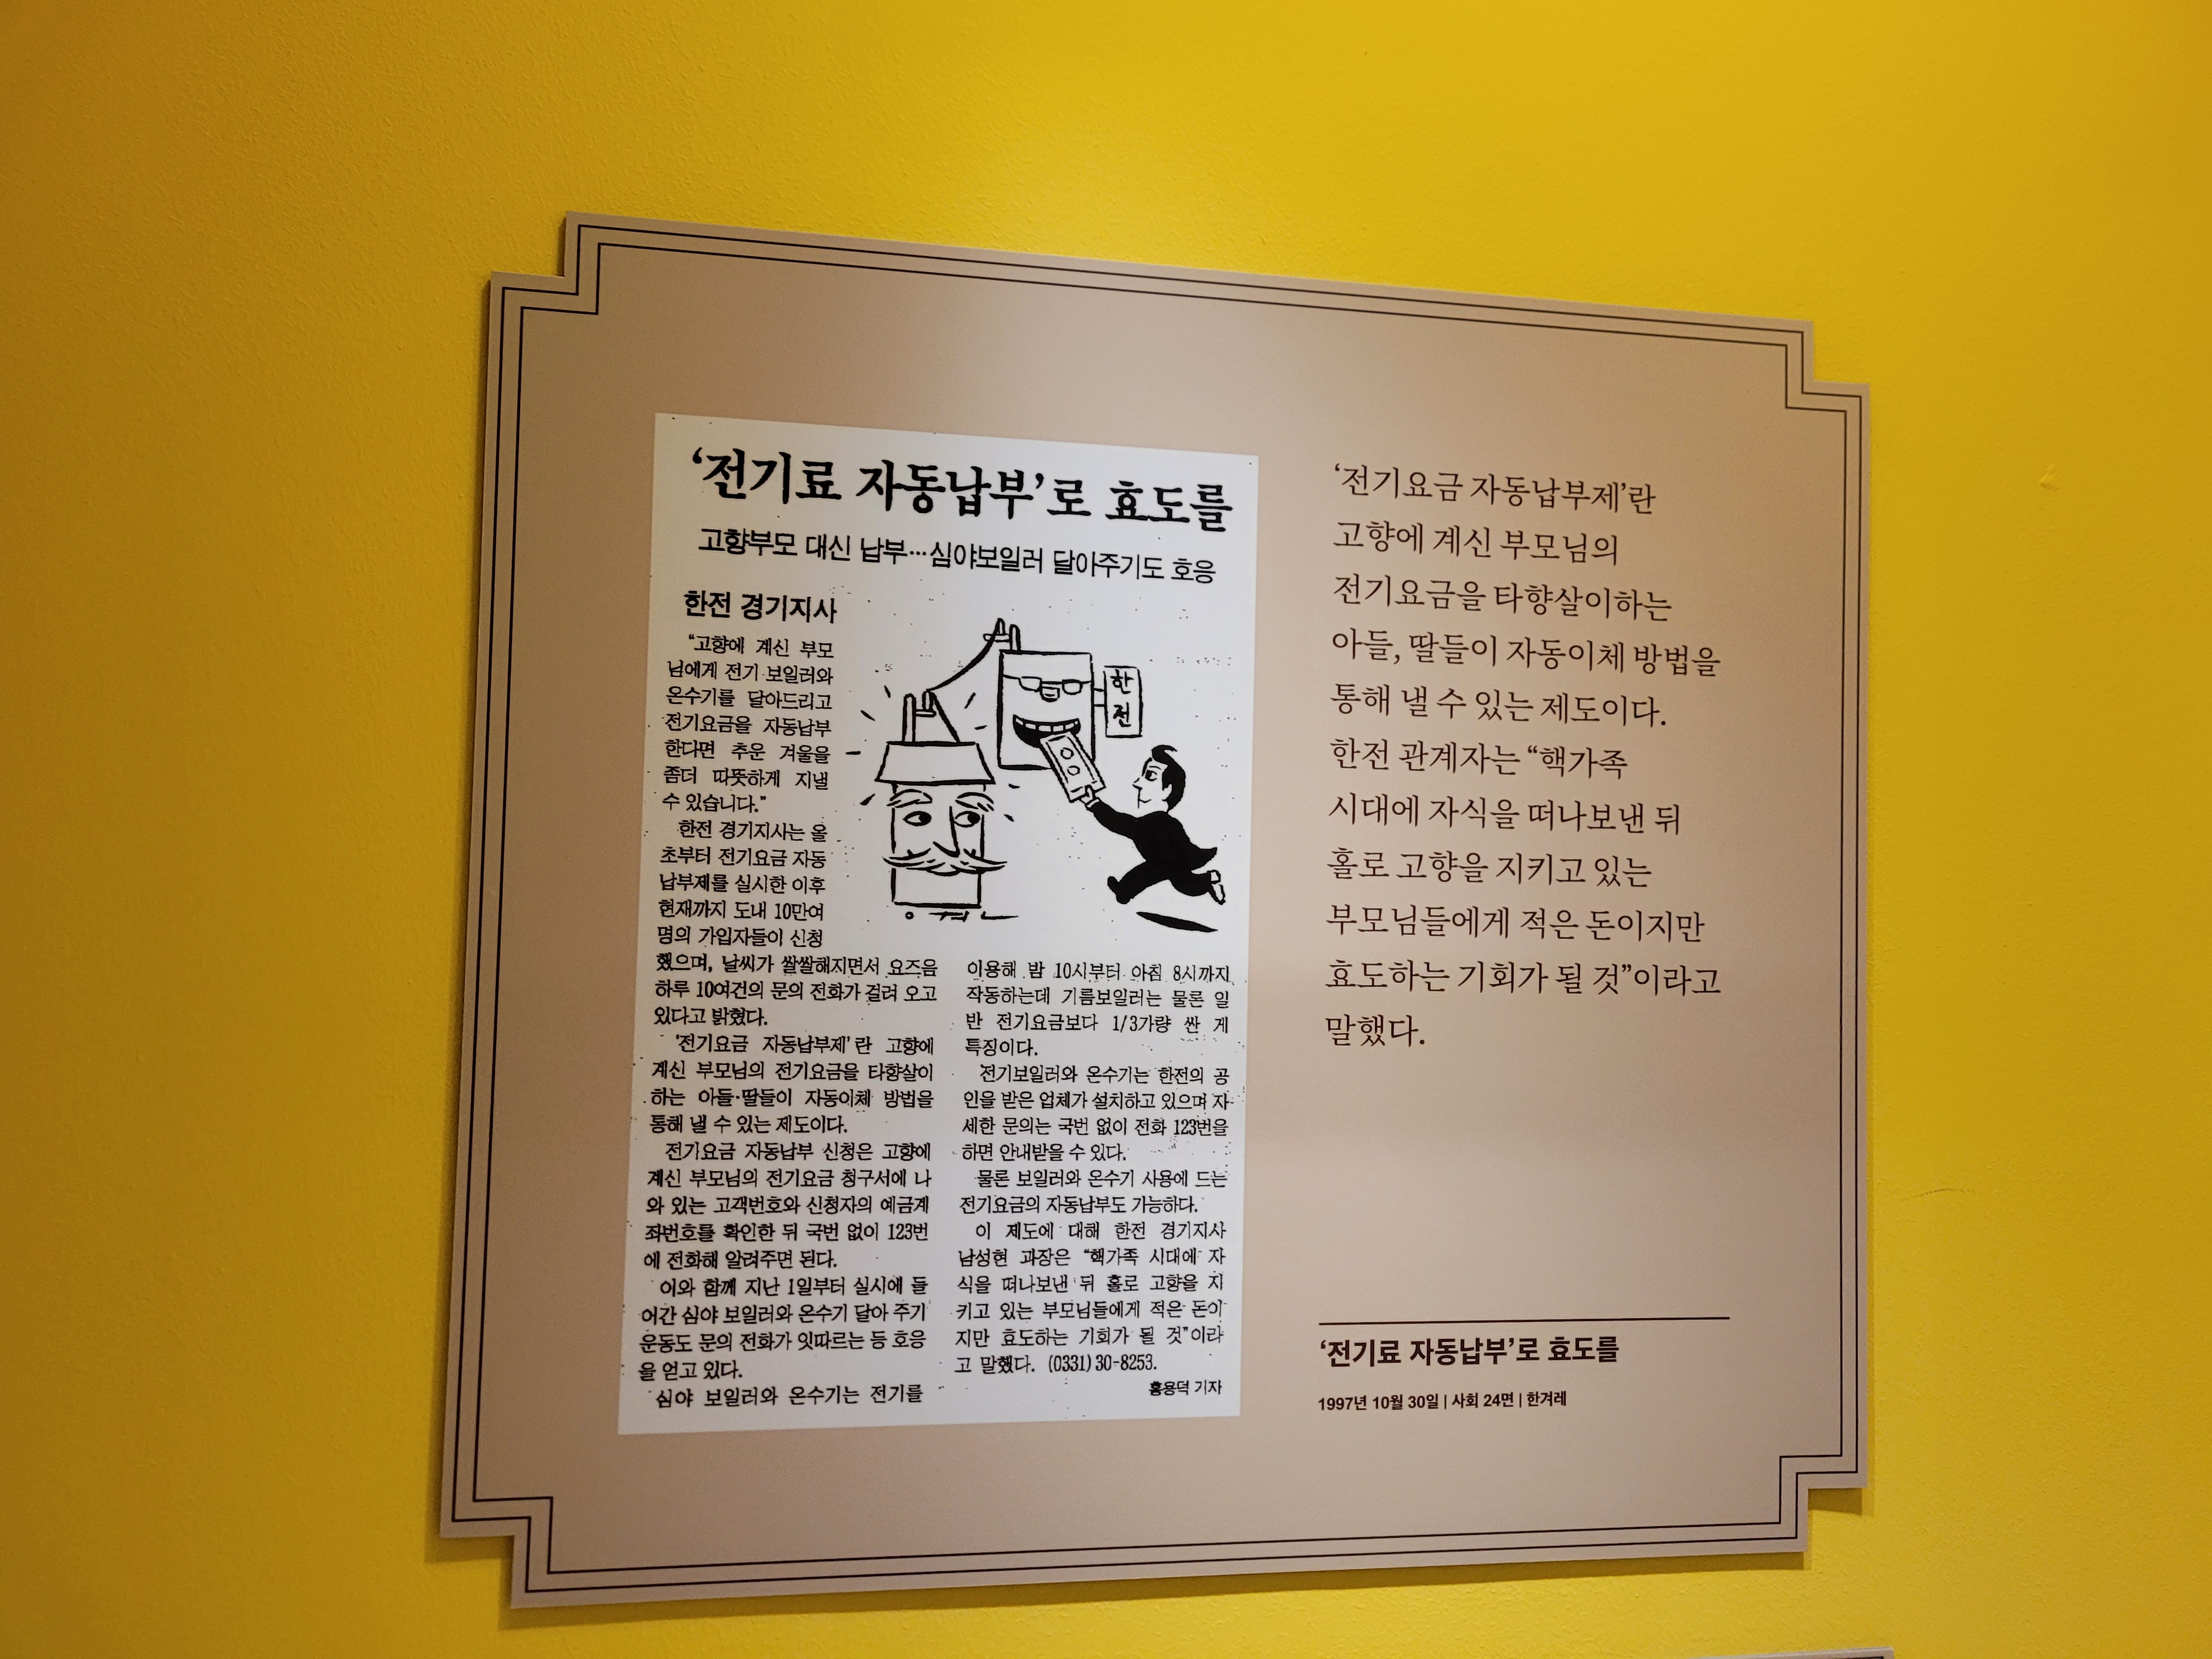 ‘전기료 자동납부’로 효도를
고향부모 대신 납부…심야보일러 달아주기도 호응
한전 경기지사
“고향에 계신 부모
님에게 전기 보일러와
온수기를 달아드리고
전기요금을 자동납부
한다면 추운 겨울을
좀더 따뜻하게 지낼
수 있습니다.”
한전 경기지사는 올
초부터 전기요금 자동
납부제를 실시한 이후
현재까지 도내 10만여
명의 가입자들이 신청
했으며, 날씨가 쌀쌀해지면서 요즈음
하루 10여건의 문의 전화가 걸려 오고
있다고 밝혔다.
‘전기요금 자동납부제’란 고향에
계신 부모님의 전기요금을 타향살이
하는 아들·딸들이 자동이체 방법을
통해 낼 수 있는 제도이다.
전기요금 자동납부 신청은 고향에
계신 부모님의 전기요금 청구서에 나
와 있는 고객번호와 신청자의 예금계
좌번호를 확인한 뒤 국번 없이 123번
에 전화해 알려주면 된다.
이와 함께 지난 1일부터 실시에 들
어간 심야 보일러와 온수기 달아 주기
운동도 문의 전화가 잇따르는 등 호응
을 얻고 있다.
심야 보일러와 온수기는 전기를
한
전
이용해 밤 10시부터 아침 8시까지
작동하는데 기름보일러는 물론 일
반 전기요금보다 1/3가량 싼 게
특징이다.
전기보일러와 온수기는 한전의 공
인을 받은 업체가 설치하고 있으며 자
세한 문의는 국번 없이 전화 123번을
하면 안내받을 수 있다.
물론 보일러와 온수기 사용에 드는
전기요금의 자동납부도 가능하다.
이 제도에 대해 한전 경기지사
남성현 과장은 “핵가족 시대에 자
식을 떠나보낸 뒤 홀로 고향을 지
키고 있는 부모님들에게 적은 돈이
지만 효도하는 기회가 될 것”이라
고 말했다. (0331) 30-8253.
홍용덕 기자
‘전기요금 자동납부제’란
고향에 계신 부모님의
전기요금을 타향살이하는
아들, 딸들이 자동이체 방법을
통해 낼 수 있는 제도이다.
한전 관계자는 “핵가족
시대에 자식을 떠나보낸 뒤
홀로 고향을 지키고 있는
부모님들에게 적은 돈이지만
효도하는 기회가 될 것”이라고
말했다.
‘전기료 자동납부’로 효도를
1997년 10월 30일 | 사회 24면 | 한겨레